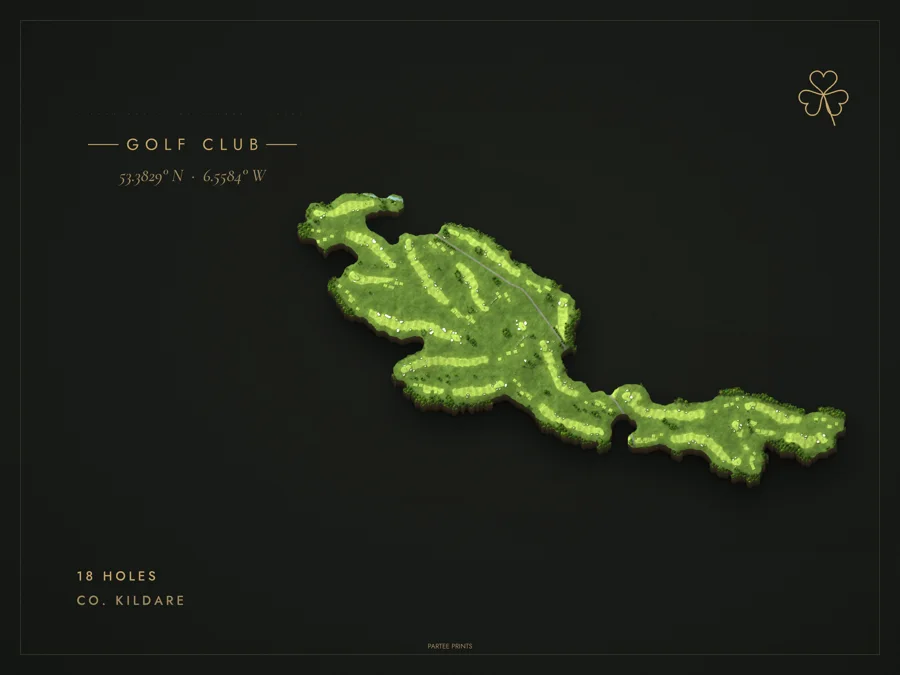 GOLF CLUB
53.3829° N · 6.5584° W
18 HOLES
CO. KILDARE
PARTEE PRINTS